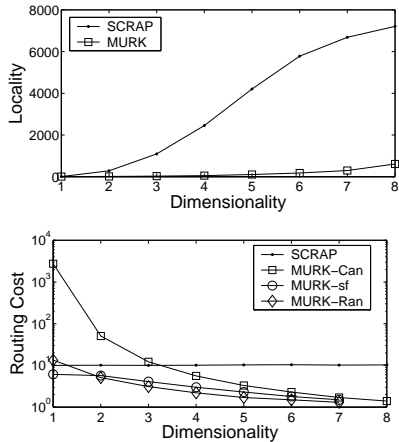 8000
6000
4000
2000
0
Locality
SCRAP
MURK
1 2 3 4 5 6 7 8
Dimensionality
10^4
10^3
10^2
10^1
10^0
Routing Cost
SCRAP
MURK-Can
MURK-sf
MURK-Ran
1 2 3 4 5 6 7 8
Dimensionality